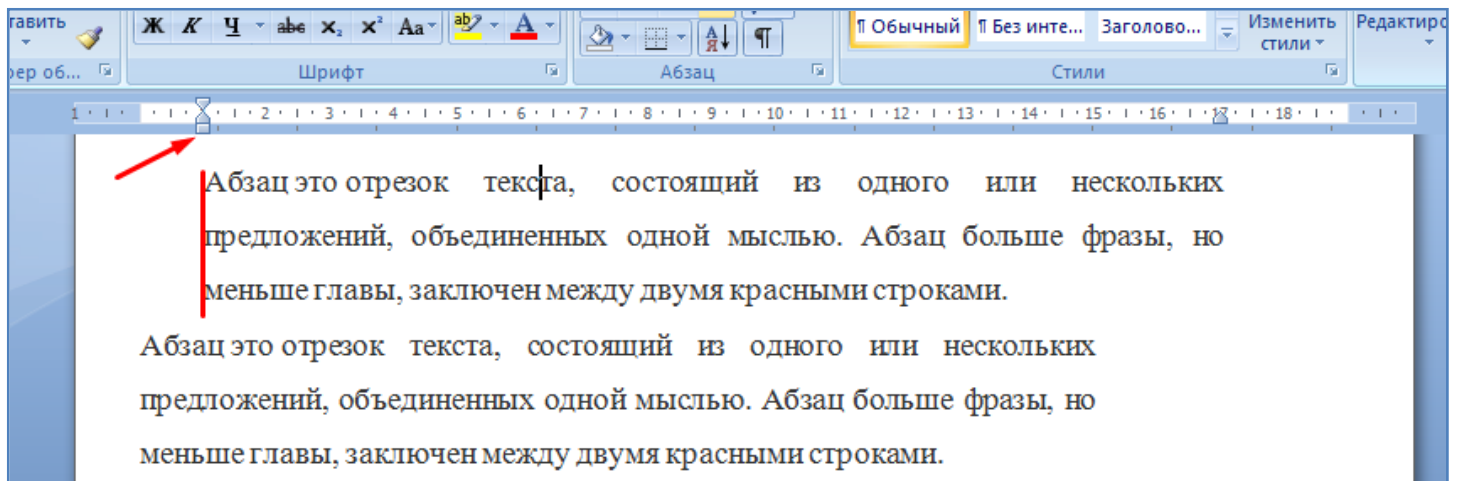 тавить Ж К Ч abc x₂ x² Aa ab A А Я ¶ ¶ Обычный ¶ Без инте... Заголово... Изменить стили Редактиро
ер об... Шрифт Абзац Стили
1 2 3 4 5 6 7 8 9 10 11 12 13 14 15 16 17 18
Абзац это отрезок текста, состоящий из одного или нескольких
предложений, объединенных одной мыслью. Абзац больше фразы, но
меньше главы, заключен между двумя красными строками.
Абзац это отрезок текста, состоящий из одного или нескольких
предложений, объединенных одной мыслью. Абзац больше фразы, но
меньше главы, заключен между двумя красными строками.